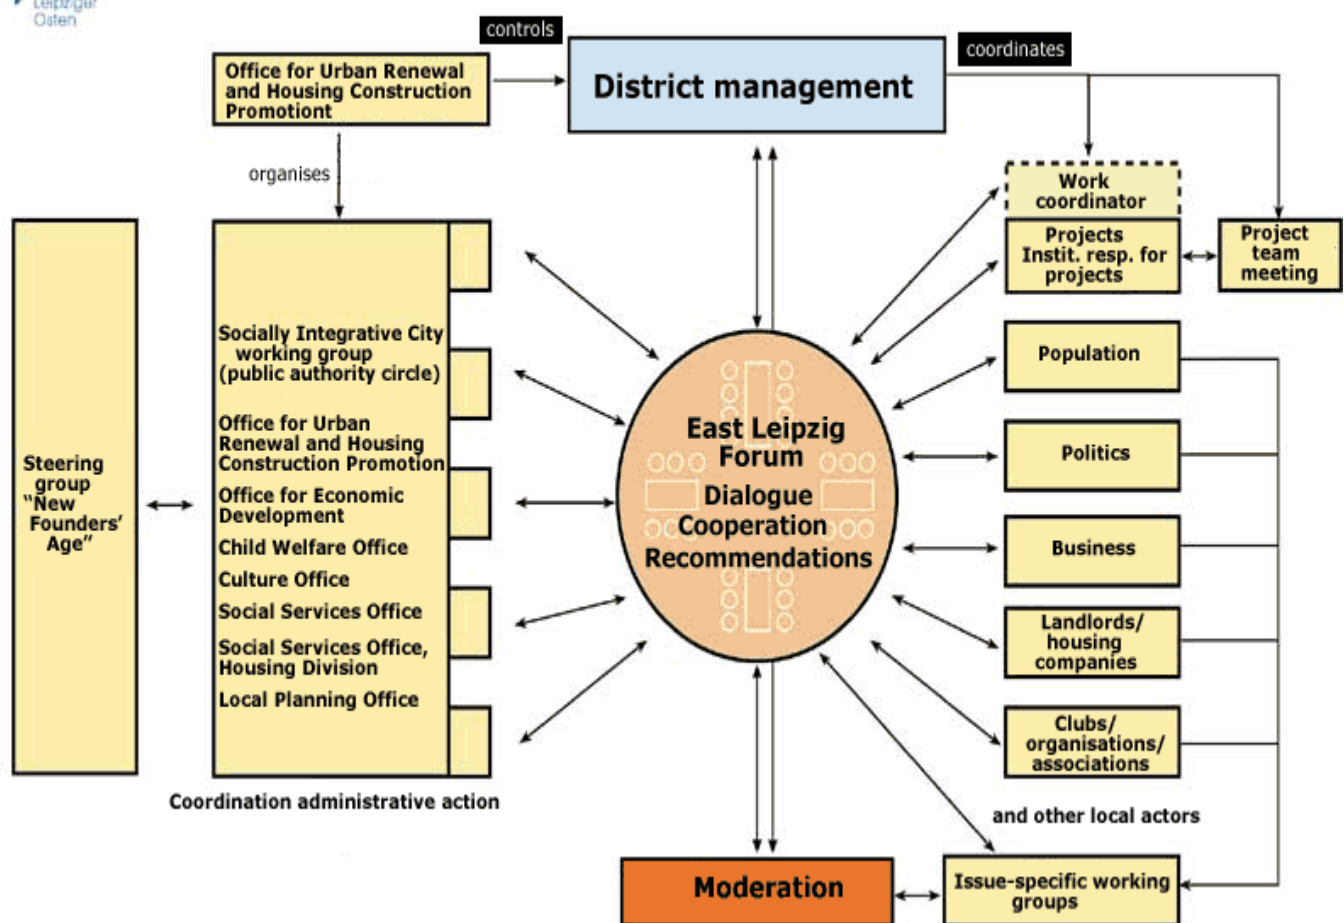 Leipziger
Osten
controls
coordinates
Office for Urban Renewal
and Housing Construction
Promotiont
District management
organises
Work
coordinator
Projects
Instit. resp. for
projects
Project
team
meeting
Socially Integrative City
working group
(public authority circle)
Office for Urban
Renewal and Housing
Construction Promotion
Office for Economic
Development
Child Welfare Office
Culture Office
Social Services Office
Social Services Office,
Housing Division
Local Planning Office
Steering
group
“New
Founders’
Age”
East Leipzig
Forum
Dialogue
Cooperation
Recommendations
Population
Politics
Business
Landlords/
housing
companies
Clubs/
organisations/
associations
Coordination administrative action
and other local actors
Moderation
Issue-specific working
groups